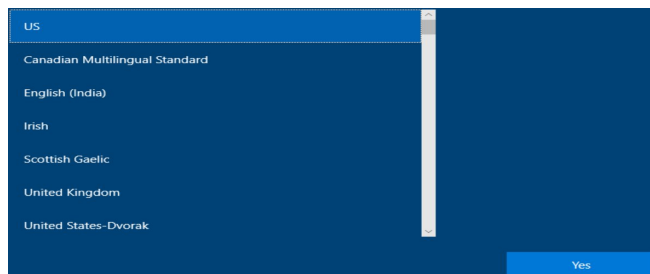 US
Canadian Multilingual Standard
English (India)
Irish
Scottish Gaelic
United Kingdom
United States-Dvorak
Yes